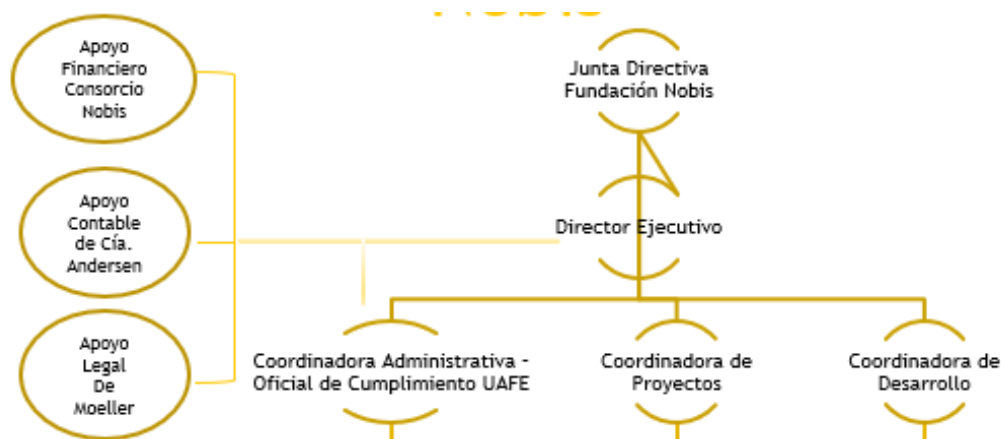 Apoyo
Financiero
Consorcio
Nobis
Junta Directiva
Fundación Nobis
Apoyo
Contable
de Cía.
Andersen
Director Ejecutivo
Apoyo
Legal
De
Moeller
Coordinadora Administrativa –
Oficial de Cumplimiento UAFE
Coordinadora de
Proyectos
Coordinadora de
Desarrollo